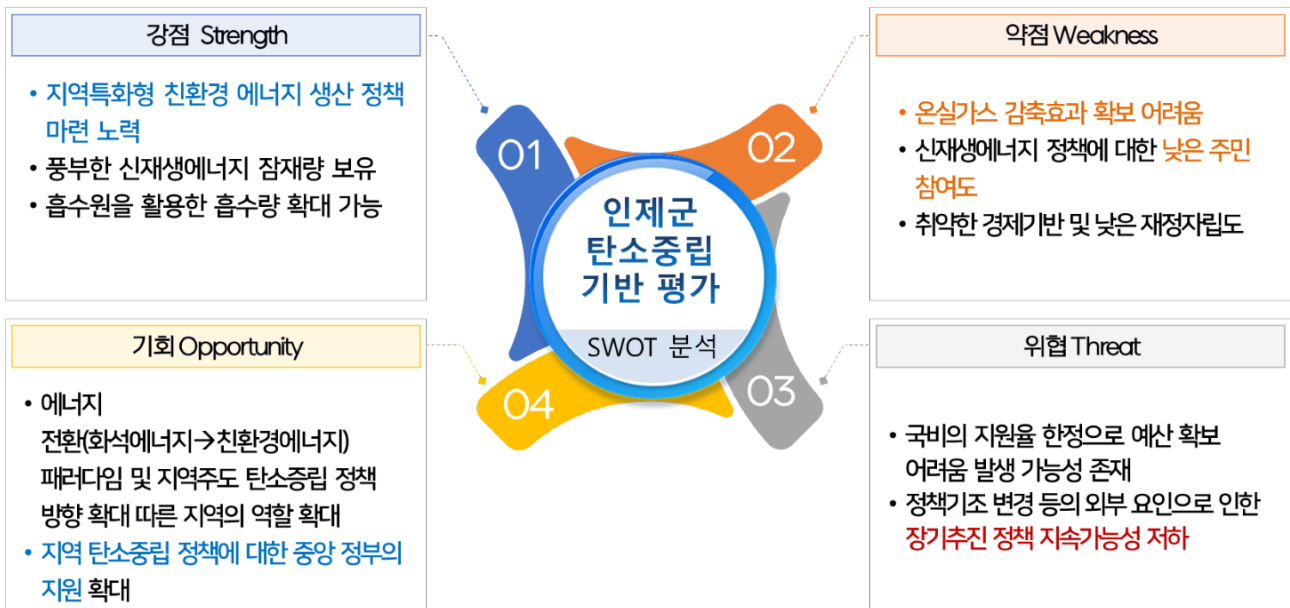 강점 Strength
• 지역특화형 친환경 에너지 생산 정책
마련 노력
• 풍부한 신재생에너지 잠재량 보유
• 흡수원을 활용한 흡수량 확대 가능
약점 Weakness
• 온실가스 감축효과 확보 어려움
• 신재생에너지 정책에 대한 낮은 주민
참여도
• 취약한 경제기반 및 낮은 재정자립도
01
02
인제군
탄소중립
기반 평가
SWOT 분석
04
03
기회 Opportunity
• 에너지
전환(화석에너지→친환경에너지)
패러다임 및 지역주도 탄소증립 정책
방향 확대 따른 지역의 역할 확대
• 지역 탄소중립 정책에 대한 중앙 정부의
지원 확대
위협 Threat
• 국비의 지원율 한정으로 예산 확보
어려움 발생 가능성 존재
• 정책기조 변경 등의 외부 요인으로 인한
장기추진 정책 지속가능성 저하